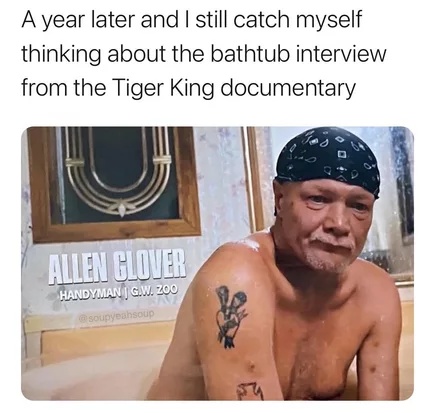 A year later and I still catch myself
thinking about the bathtub interview
from the Tiger King documentary
ALLEN GLOVER
HANDYMAN | G.W. ZOO
@soupyeahsoup